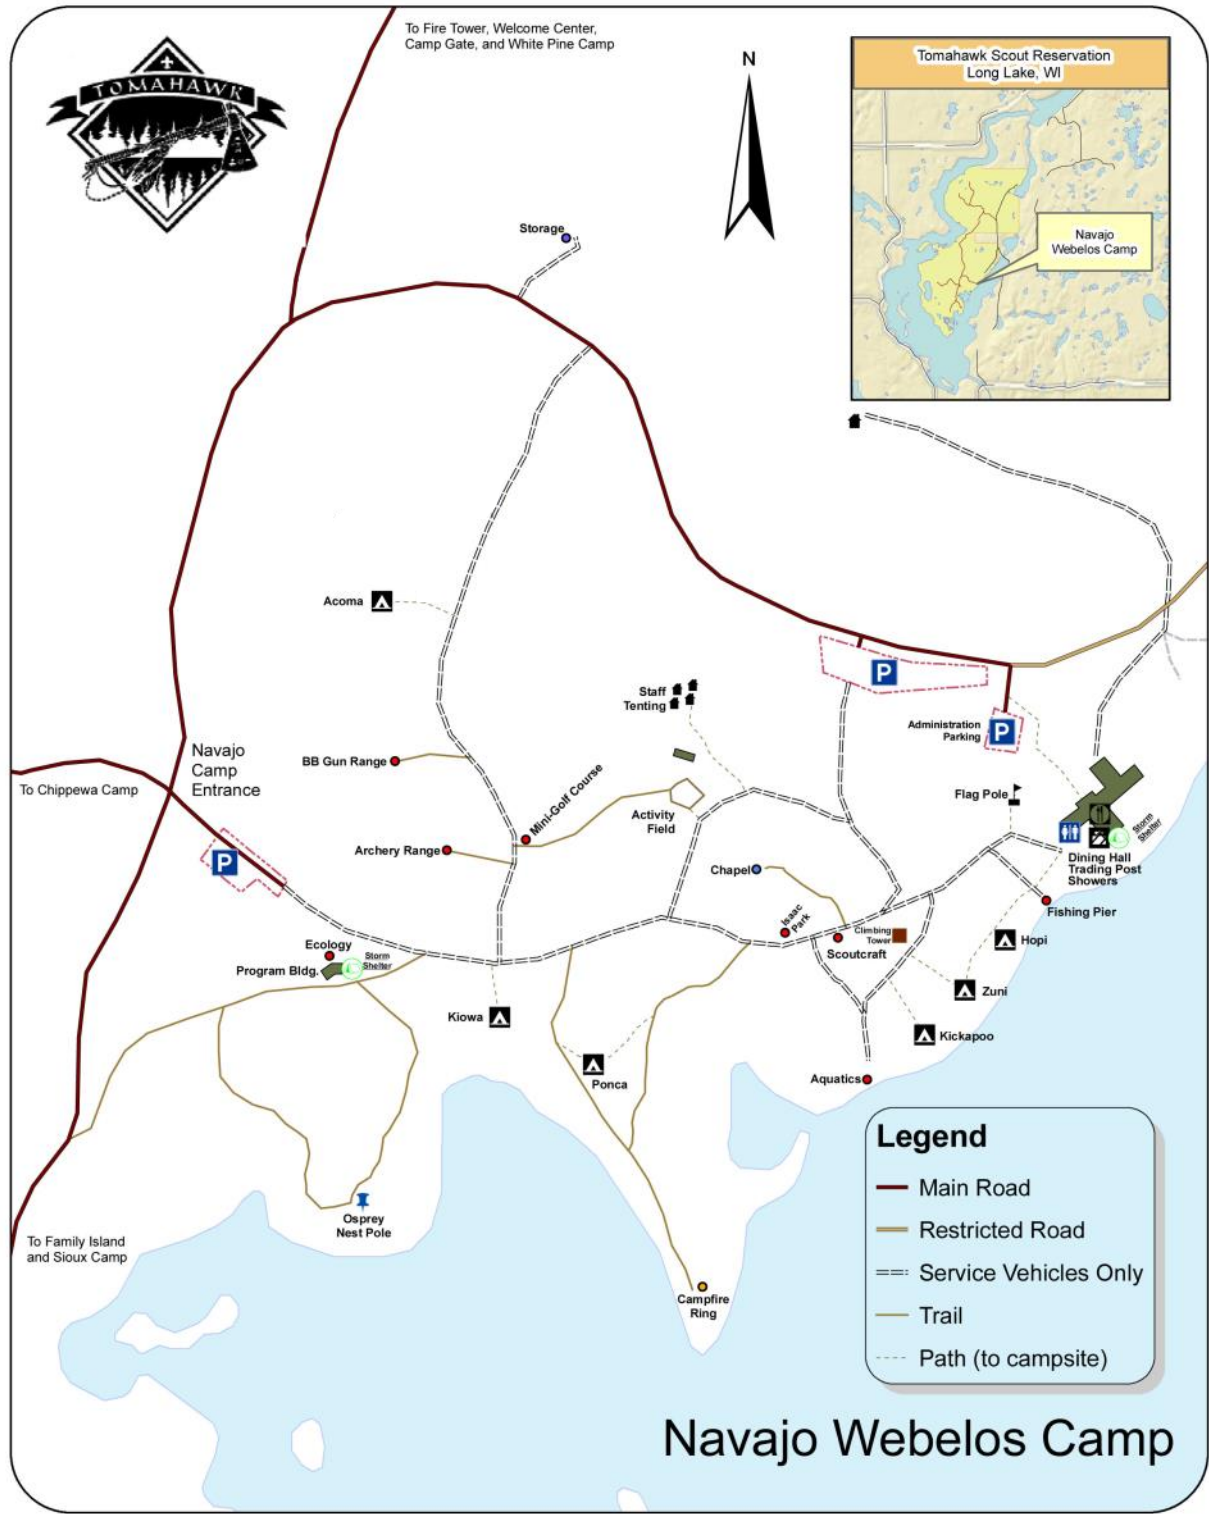 To Fire Tower, Welcome Center,
Camp Gate, and White Pine Camp
TOMAHAWK
N
Tomahawk Scout Reservation
Long Lake, WI
Navajo
Webelos Camp
Storage
Acoma
Staff
Tenting
P
Administration
Parking
P
Navajo
Camp
Entrance
BB Gun Range
To Chippewa Camp
Mini-Golf Course
Activity
Field
Flag Pole
Storm
Shelter
Archery Range
P
Chapel
Dining Hall
Trading Post
Showers
Isaac
Park
Fishing Pier
Climbing
Tower
Scoutcraft
Hopi
Ecology
Storm
Shelter
Program Bldg.
Zuni
Kiowa
Kickapoo
Ponca
Aquatics
Osprey
Nest Pole
To Family Island
and Sioux Camp
Campfire
Ring
Legend
Main Road
Restricted Road
Service Vehicles Only
Trail
Path (to campsite)
Navajo Webelos Camp